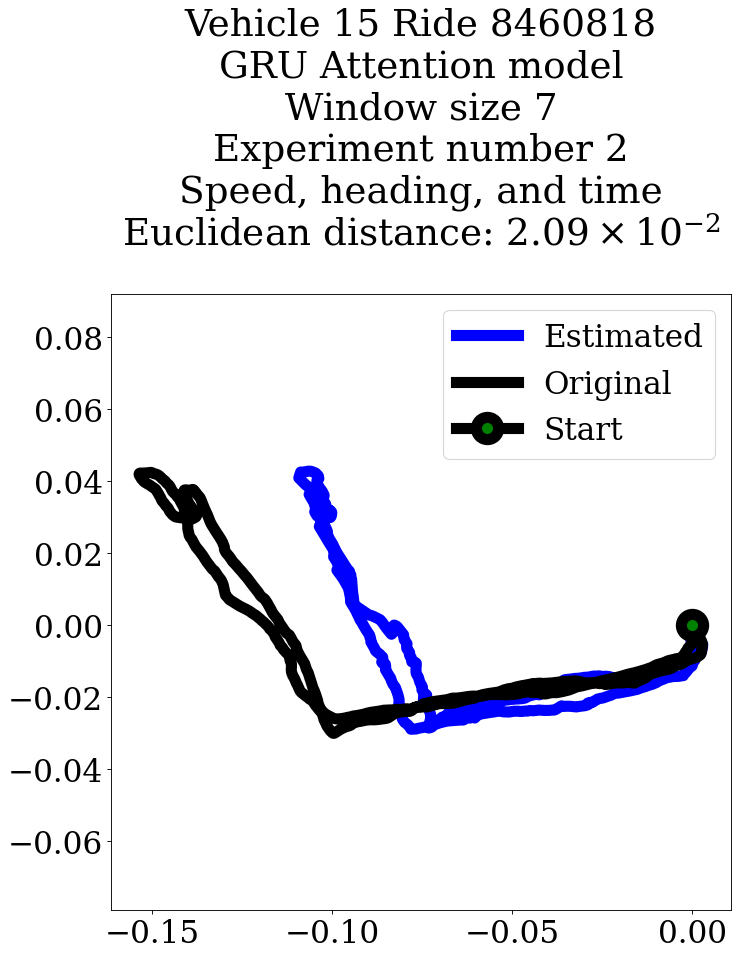 Vehicle 15 Ride 8460818
GRU Attention model
Window size 7
Experiment number 2
Speed, heading, and time
Euclidean distance: 2.09 × 10⁻²
Estimated
Original
Start
0.08
0.06
0.04
0.02
0.00
−0.02
−0.04
−0.06
−0.15
−0.10
−0.05
0.00